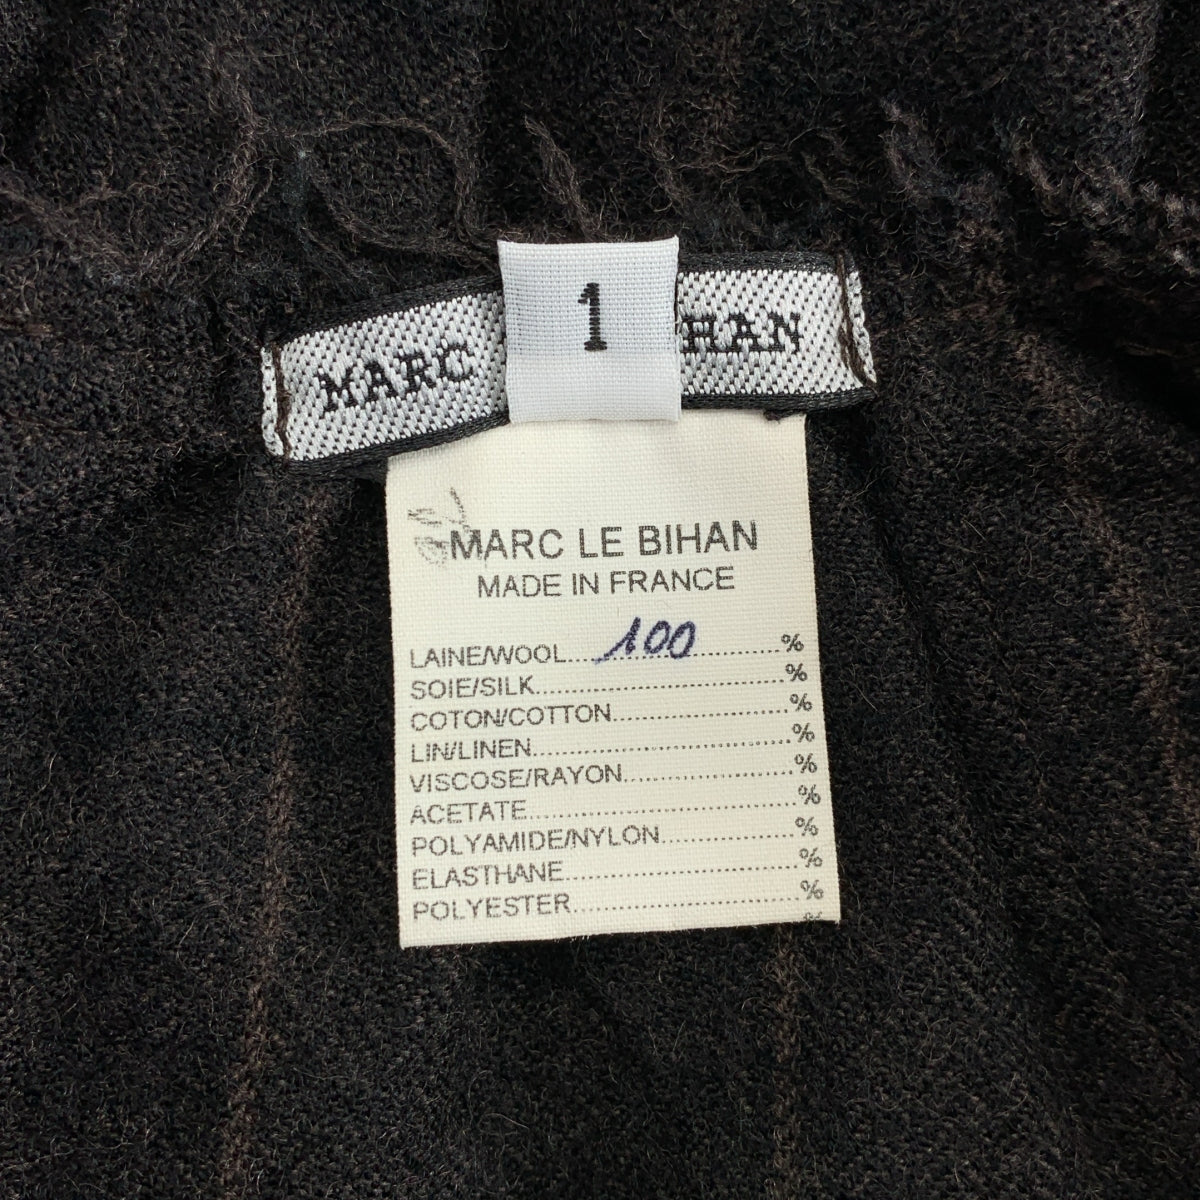 1
MARC HAN
MARC LE BIHAN
MADE IN FRANCE
LAINE/WOOL.....100.....%
SOIE/SILK..........%
COTON/COTTON..........%
LIN/LINEN..........%
VISCOSE/RAYON..........%
ACETATE..........%
POLYAMIDE/NYLON..........%
ELASTHANE..........%
POLYESTER..........%